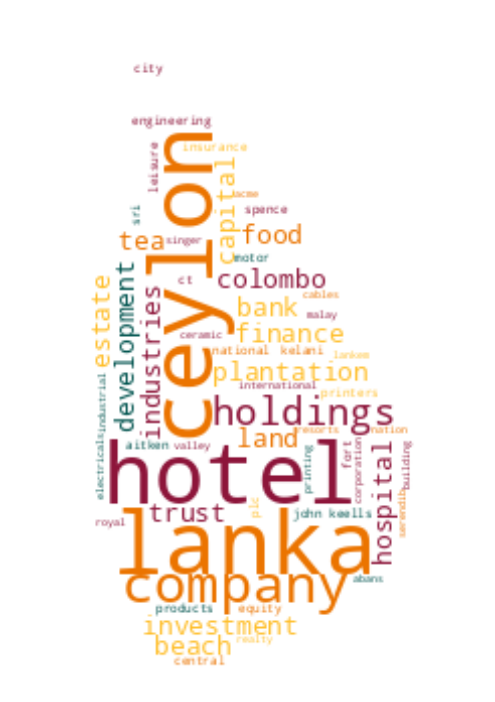 city
engineering
insurance
leisure
ceylon
capital
acme
spence
sri
tea
singer
food
motor
development
estate
industries
ct
colombo
cables
bank
malay
ceramic
finance
national
kelani
lankem
plantation
international
printers
industrial
holdings
resorts
nation
land
aitken
valley
electricals
hotel
printing
fort
corporation
building
hospital
royal
trust
plc
john keells
serendib
lanka
company
abans
products
equity
investment
realty
beach
central